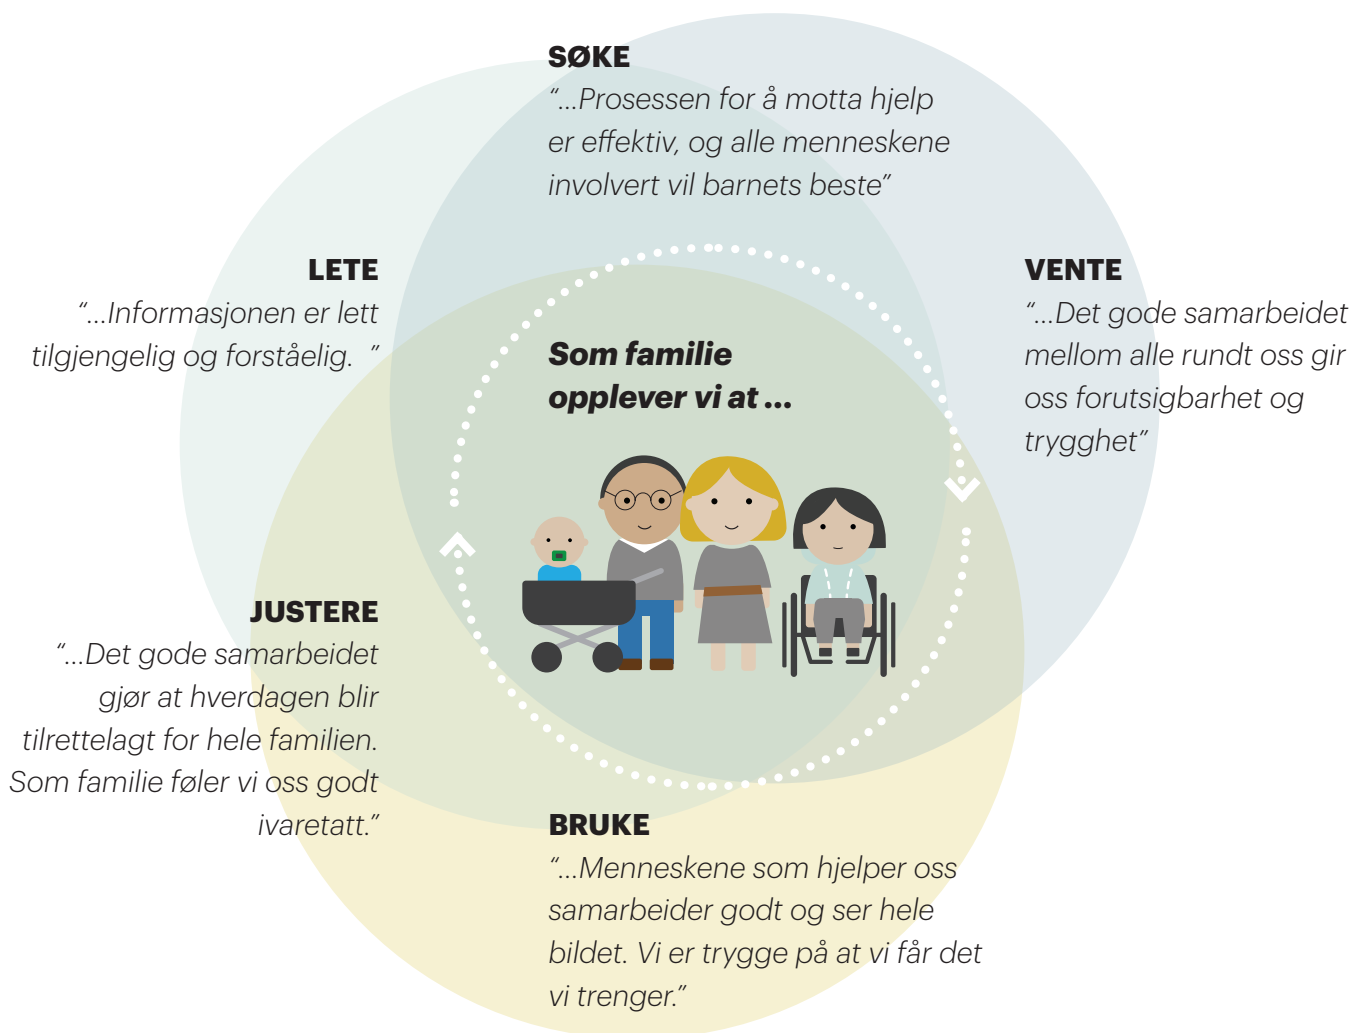 SØKE
“...Prosessen for å motta hjelp
er effektiv, og alle menneskene
involvert vil barnets beste”
LETE
“...Informasjonen er lett
tilgjengelig og forståelig. ”
VENTE
“...Det gode samarbeidet
mellom alle rundt oss gir
oss forutsigbarhet og
trygghet”
Som familie
opplever vi at ...
JUSTERE
“...Det gode samarbeidet
gjør at hverdagen blir
tilrettelagt for hele familien.
Som familie føler vi oss godt
ivaretatt.”
BRUKE
“...Menneskene som hjelper oss
samarbeider godt og ser hele
bildet. Vi er trygge på at vi får det
vi trenger.”